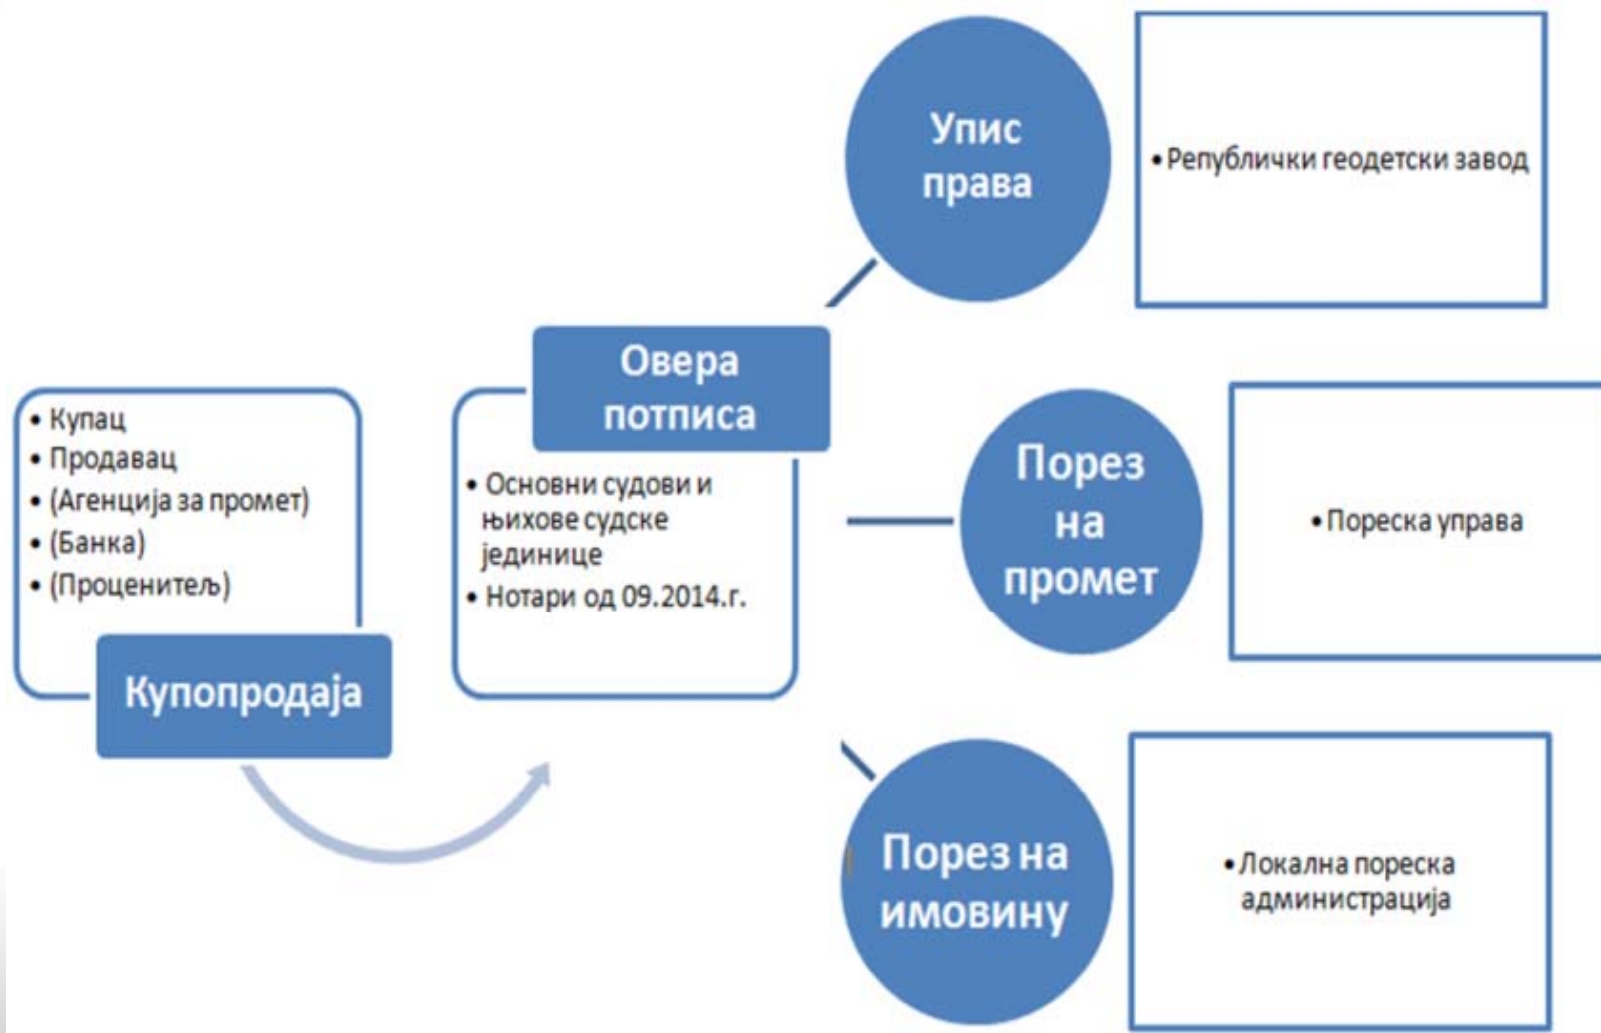 • Купац
• Продавац
• (Агенција за промет)
• (Банка)
• (Проценитељ)
Купопродаја
Овера
потписа
• Основни судови и
њихове судске
јединице
• Нотари од 09.2014.г.
Упис
права
• Републички геодетски завод
Порез
на
промет
• Пореска управа
Порез на
имовину
• Локална пореска
администрација